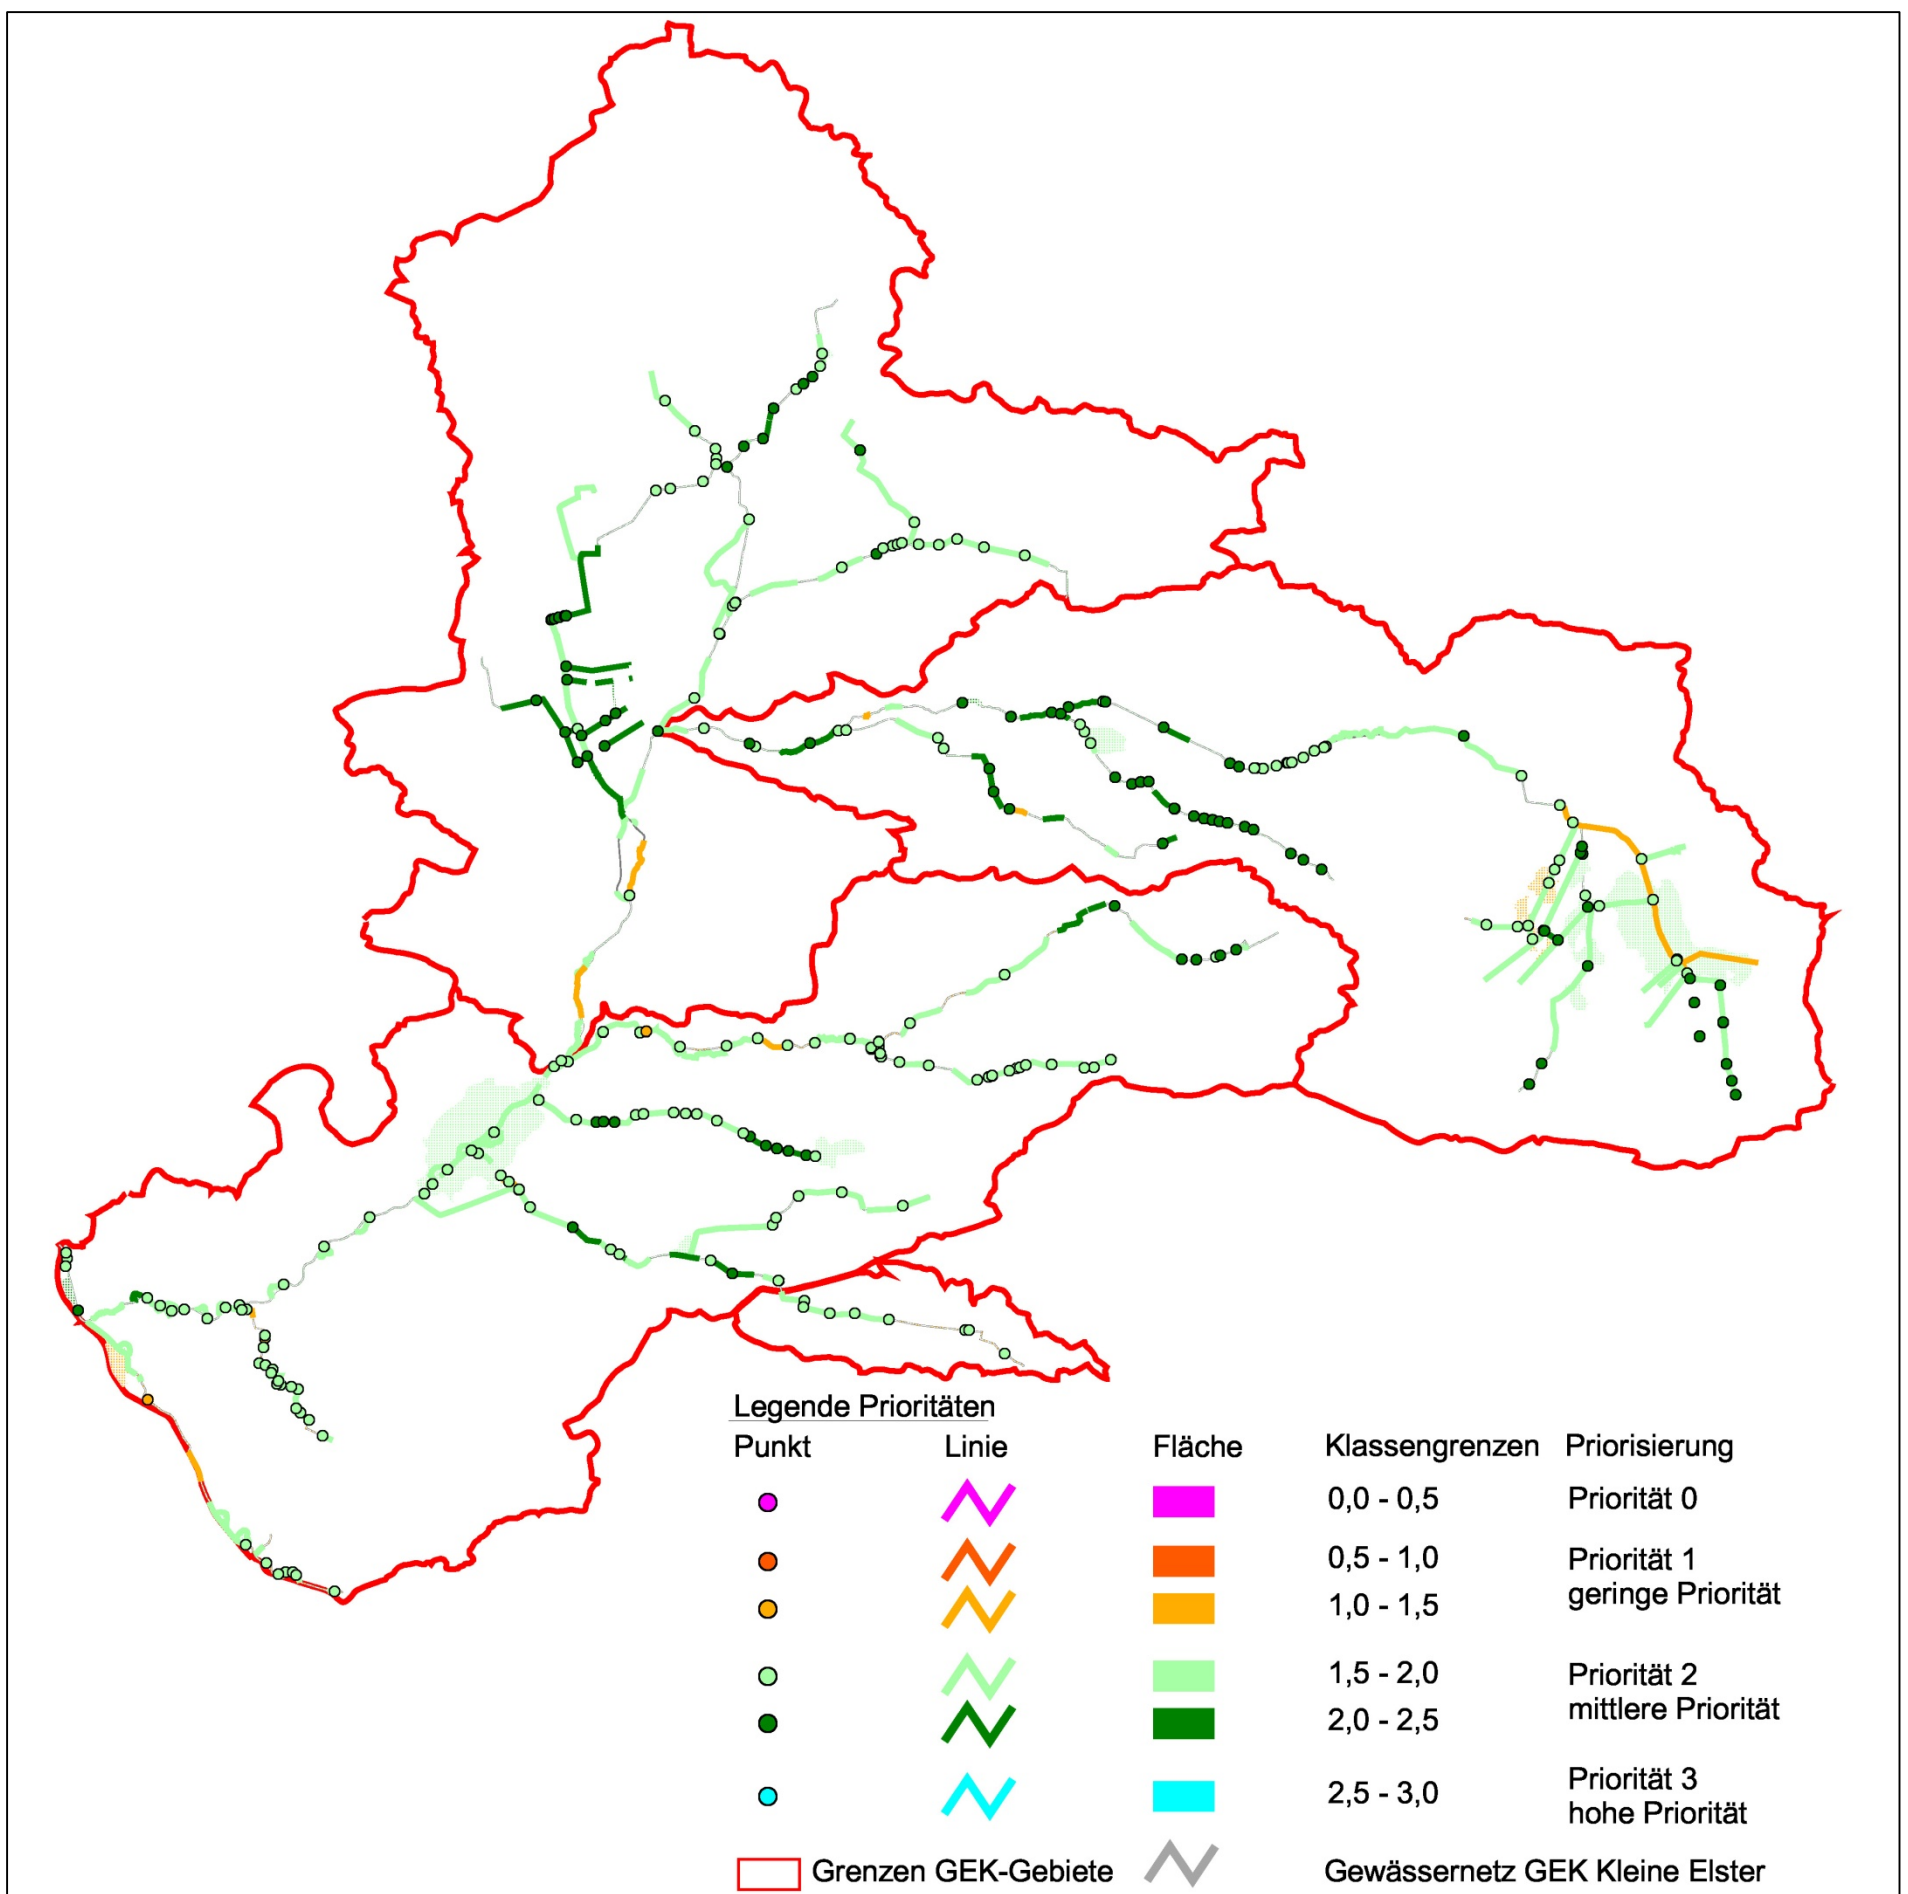 Legende Prioritäten
Punkt Linie Fläche Klassengrenzen Priorisierung
0,0 - 0,5 Priorität 0
0,5 - 1,0 Priorität 1
geringe Priorität
1,0 - 1,5
1,5 - 2,0 Priorität 2
mittlere Priorität
2,0 - 2,5
2,5 - 3,0 Priorität 3
hohe Priorität
Grenzen GEK-Gebiete Gewässernetz GEK Kleine Elster